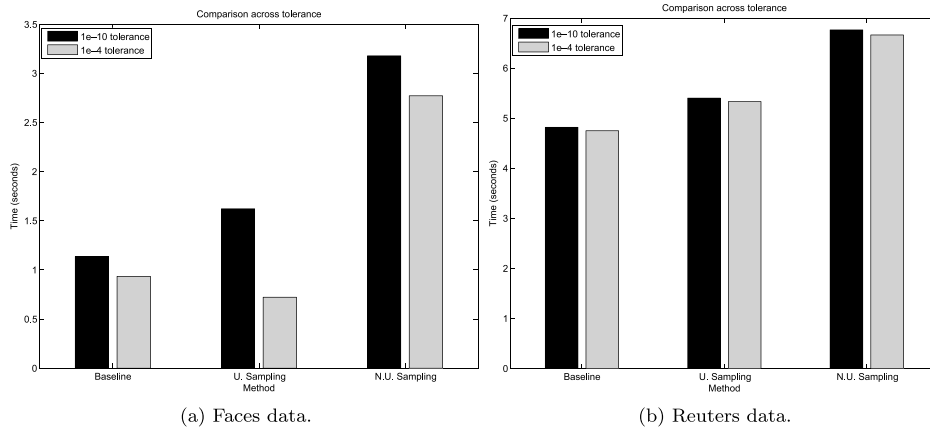 Comparison across tolerance
3.5
1e–10 tolerance
1e–4 tolerance
3
2.5
2
1.5
1
0.5
0
Time (seconds)
Baseline
U. Sampling
N.U. Sampling
Method
(a) Faces data.
Comparison across tolerance
7
1e–10 tolerance
1e–4 tolerance
6
5
4
3
2
1
0
Time (seconds)
Baseline
U. Sampling
N.U. Sampling
Method
(b) Reuters data.